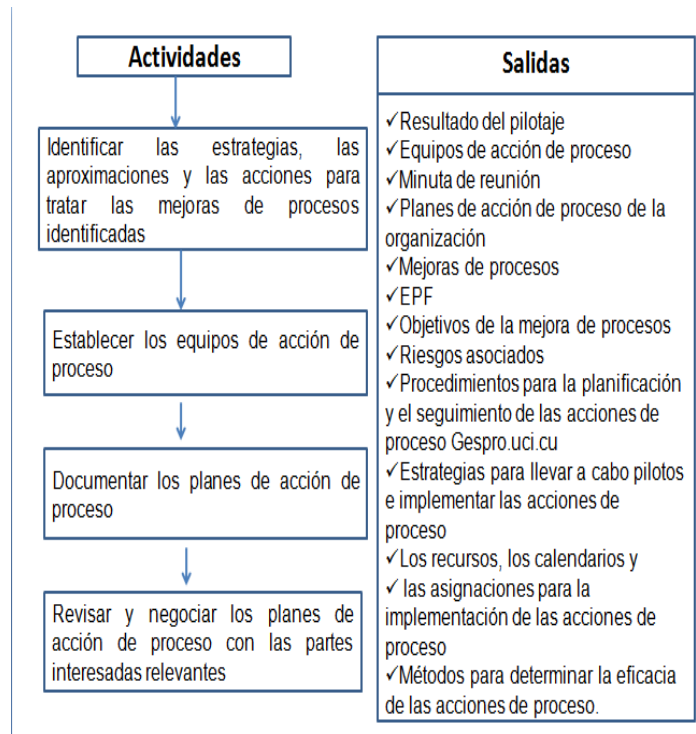 Actividades
Identificar las estrategias, las
aproximaciones y las acciones para
tratar las mejoras de procesos
identificadas
Establecer los equipos de acción de
proceso
Documentar los planes de acción de
proceso
Revisar y negociar los planes de
acción de proceso con las partes
interesadas relevantes
Salidas
✓Resultado del pilotaje
✓Equipos de acción de proceso
✓Minuta de reunión
✓Planes de acción de proceso de la
organización
✓Mejoras de procesos
✓EPF
✓Objetivos de la mejora de procesos
✓Riesgos asociados
✓Procedimientos para la planificación
y el seguimiento de las acciones de
proceso Gespro.uci.cu
✓Estrategias para llevar a cabo pilotos
e implementar las acciones de
proceso
✓Los recursos, los calendarios y
✓ las asignaciones para la
implementación de las acciones de
proceso
✓Métodos para determinar la eficacia
de las acciones de proceso.